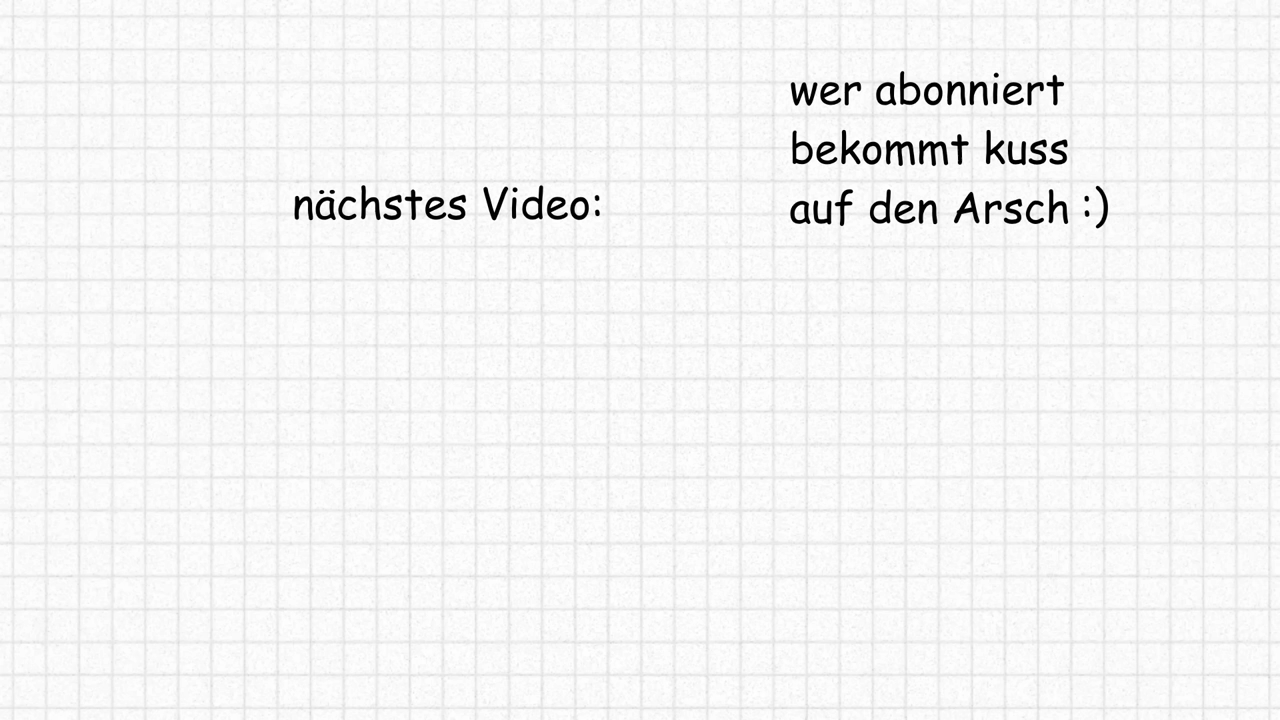 nächstes Video:
wer abonniert
bekommt kuss
auf den Arsch :)